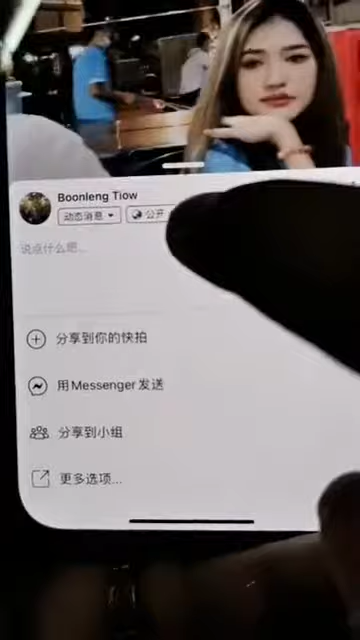 Boonleng Tiow
动态消息 公开
说点什么吧...
分享到你的快拍
用Messenger发送
分享到小组
更多选项...